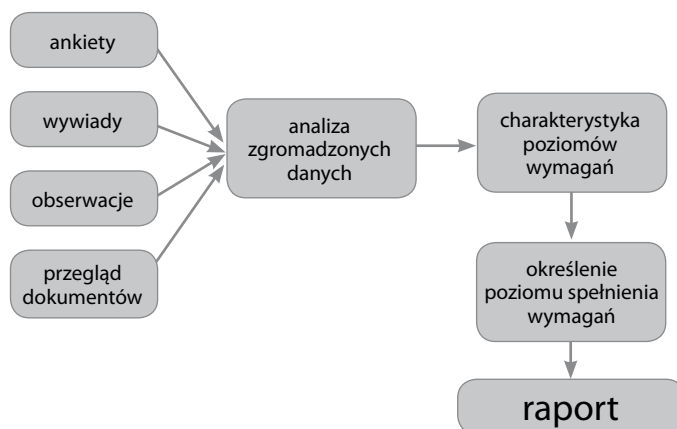 ankiety
wywiady
obserwacje
przegląd
dokumentów
analiza
zgromadzonych
danych
charakterystyka
poziomów
wymagań
określenie
poziomu spełnienia
wymagań
raport